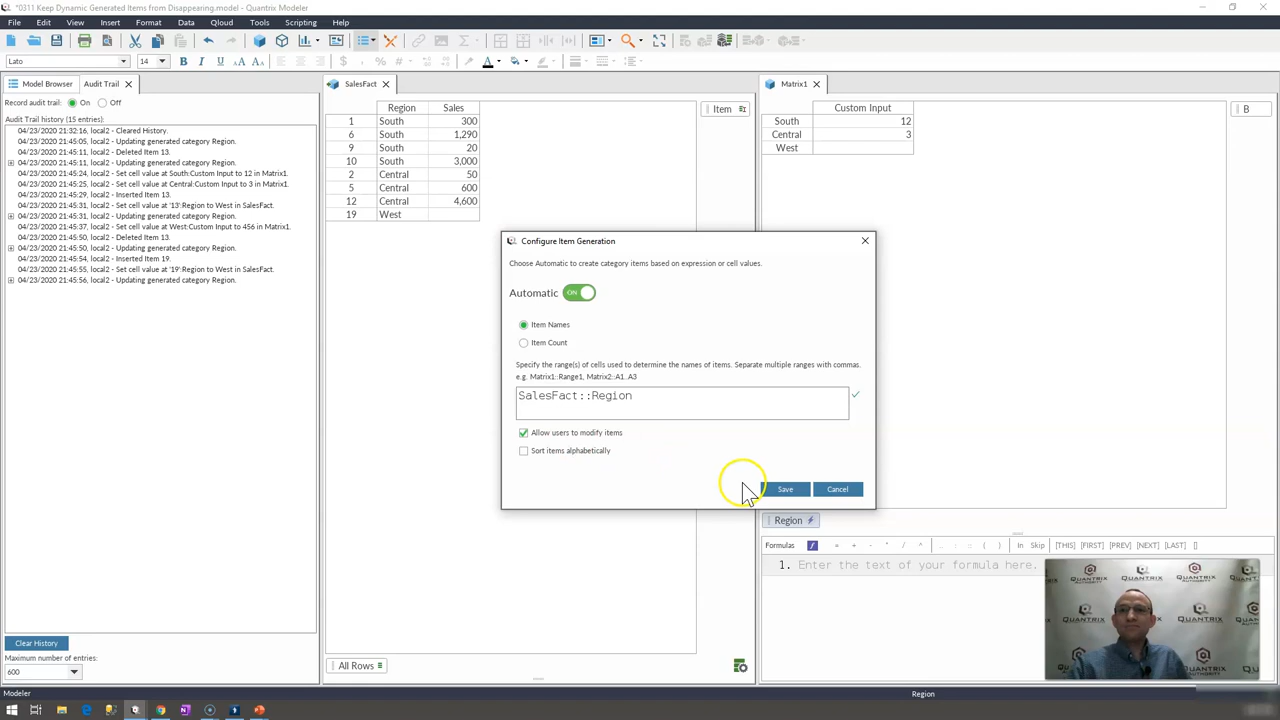 *0311 Keep Dynamic Generated Items from Disappearing.model - Quantrix Modeler
File Edit View Insert Format Data Qloud Tools Scripting Help
Lato 14 B I U A A
Model Browser Audit Trail
Record audit trail: On Off
Audit Trail history (15 entries):
04/23/2020 21:32:16, local2 - Cleared History.
04/23/2020 21:45:05, local2 - Updating generated category Region.
04/23/2020 21:45:11, local2 - Deleted Item 13.
04/23/2020 21:45:11, local2 - Updating generated category Region.
04/23/2020 21:45:24, local2 - Set cell value at South:Custom Input to 12 in Matrix1.
04/23/2020 21:45:28, local2 - Set cell value at Central:Custom Input to 3 in Matrix1.
04/23/2020 21:45:29, local2 - Inserted Item 13.
04/23/2020 21:45:31, local2 - Set cell value at '13':Region to West in SalesFact.
04/23/2020 21:45:31, local2 - Updating generated category Region.
04/23/2020 21:45:37, local2 - Set cell value at West:Custom Input to 456 in Matrix1.
04/23/2020 21:45:50, local2 - Deleted Item 13.
04/23/2020 21:45:50, local2 - Updating generated category Region.
04/23/2020 21:45:54, local2 - Inserted Item 19.
04/23/2020 21:45:55, local2 - Set cell value at '19':Region to West in SalesFact.
04/23/2020 21:45:56, local2 - Updating generated category Region.
Clear History
Maximum number of entries:
600
SalesFact
Region Sales
1 South 300
6 South 1,290
9 South 20
10 South 3,000
2 Central 50
5 Central 600
12 Central 4,600
19 West
Item
All Rows
Matrix1
Custom Input
South 12
Central 3
West
B
Configure Item Generation
Choose Automatic to create category items based on expression or cell values.
Automatic ON
Item Names
Item Count
Specify the range(s) of cells used to determine the names of items. Separate multiple ranges with commas.
e.g. Matrix1::Range1, Matrix2::A1..A3
SalesFact::Region
Allow users to modify items
Sort items alphabetically
Save Cancel
Region
Formulas f = + - * / ^ .. : :: ( ) In Skip [THIS] [FIRST] [PREV] [NEXT] [LAST] []
1. Enter the text of your formula here.
QUANTRIX
AUTHORITY
Modeler Region